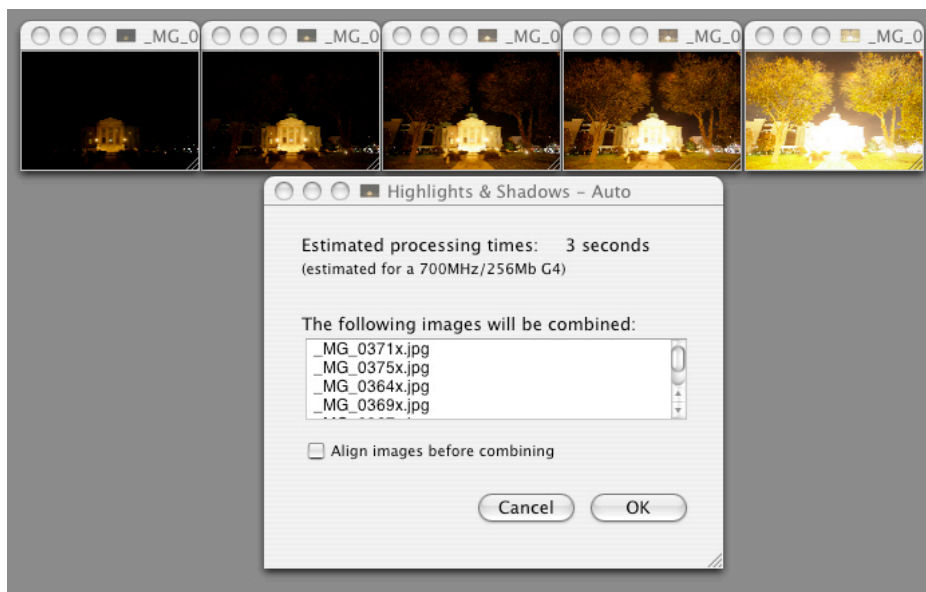 _MG_0
_MG_0
_MG_0
_MG_0
_MG_0
Highlights & Shadows – Auto
Estimated processing times: 3 seconds
(estimated for a 700MHz/256Mb G4)
The following images will be combined:
_MG_0371x.jpg
_MG_0375x.jpg
_MG_0364x.jpg
_MG_0369x.jpg
Align images before combining
Cancel OK